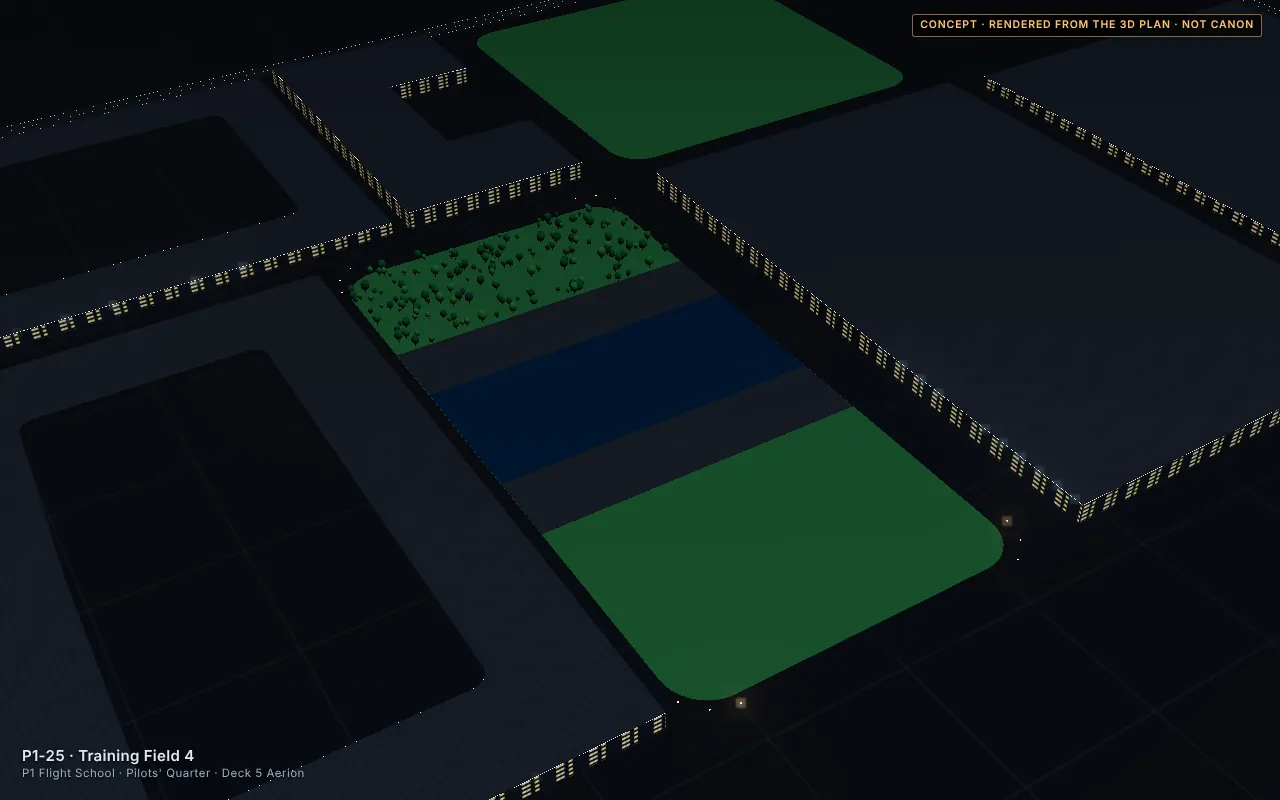 CONCEPT · RENDERED FROM THE 3D PLAN · NOT CANON
P1-25 · Training Field 4
P1 Flight School · Pilots' Quarter · Deck 5 Aerion